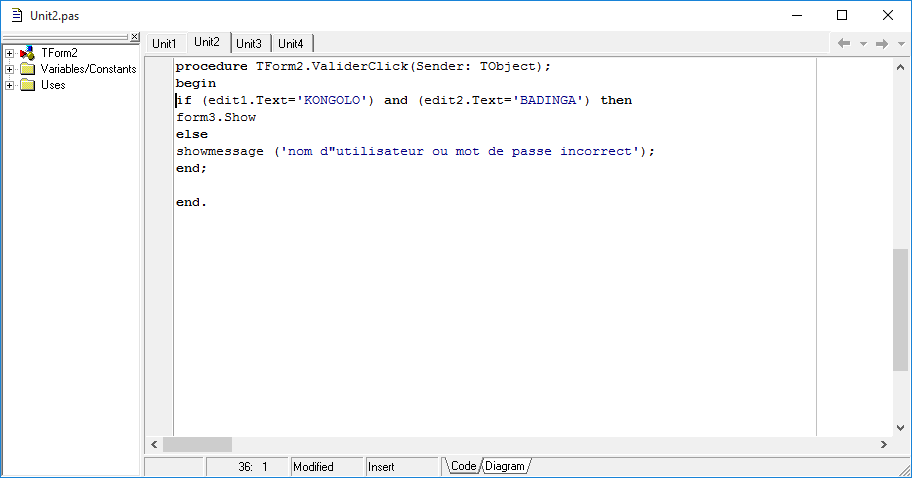 Unit2.pas
TForm2
Variables/Constants
Uses
Unit1 Unit2 Unit3 Unit4
procedure TForm2.ValiderClick(Sender: TObject);
begin
if (edit1.Text='KONGOLO') and (edit2.Text='BADINGA') then
form3.Show
else
showmessage ('nom d"utilisateur ou mot de passe incorrect');
end;
end.
36: 1 Modified Insert Code Diagram